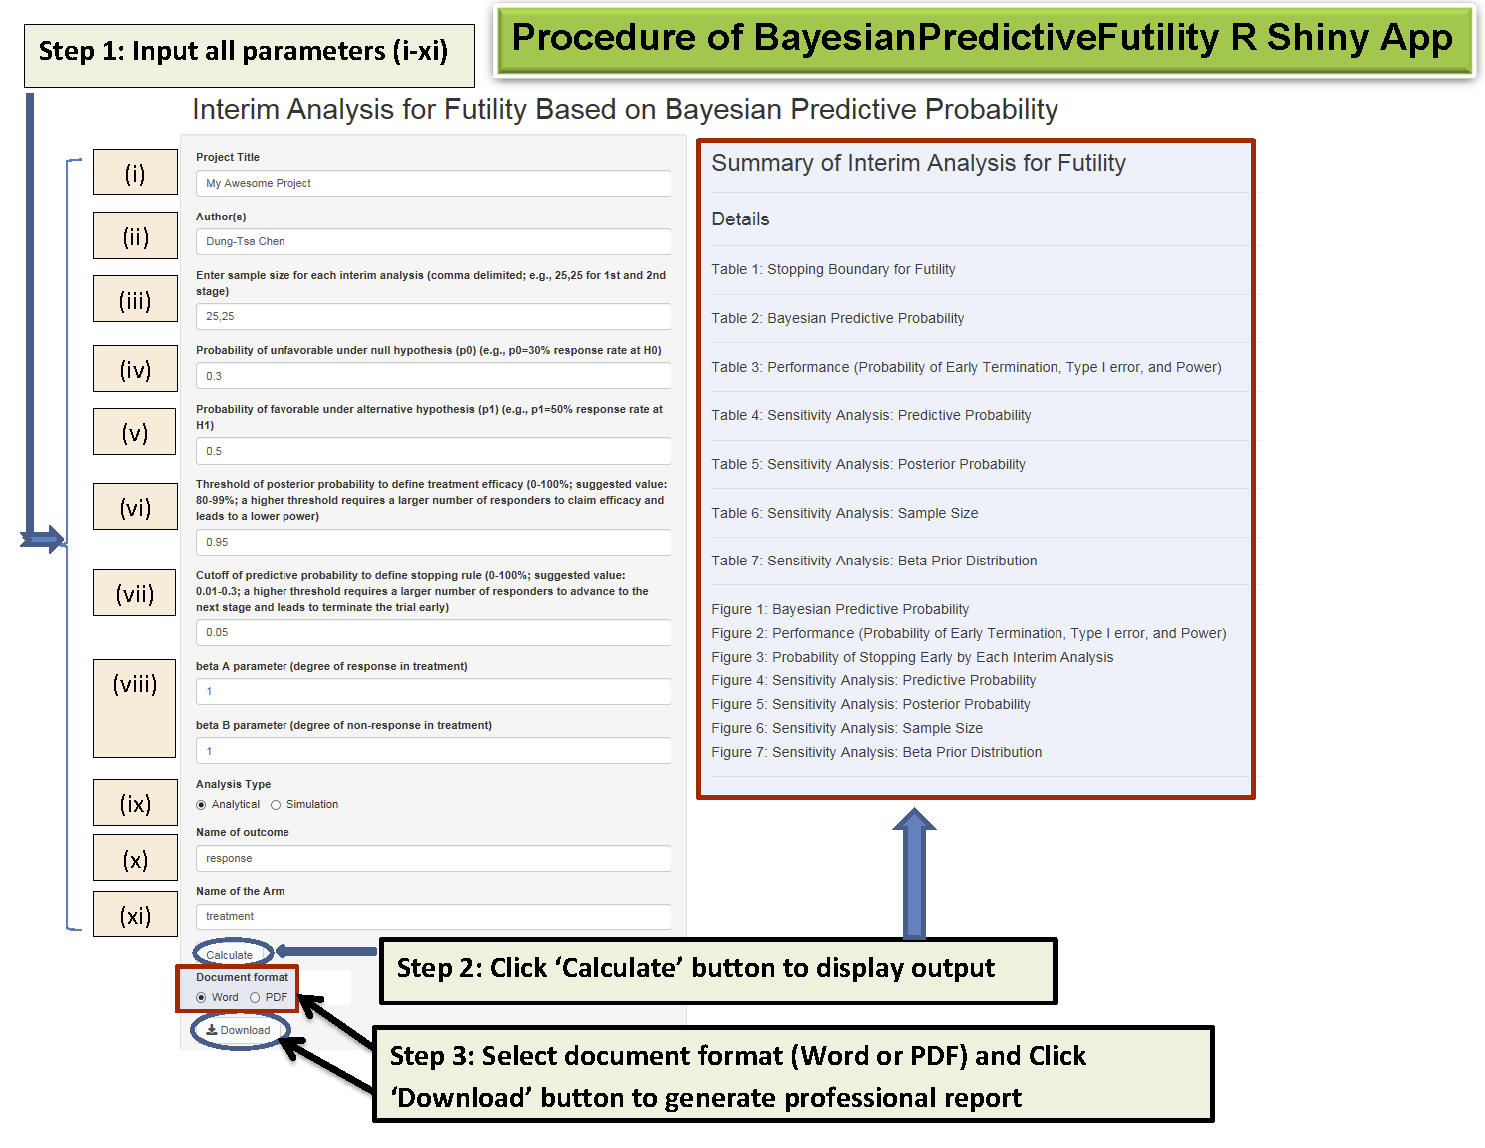 Step 1: Input all parameters (i-xi)
Procedure of BayesianPredictiveFutility R Shiny App
Interim Analysis for Futility Based on Bayesian Predictive Probability
(i)
Project Title
My Awesome Project
(ii)
Author(s)
Dung-Tsa Chen
(iii)
Enter sample size for each interim analysis (comma delimited; e.g., 25,25 for 1st and 2nd
stage)
25,25
(iv)
Probability of unfavorable under null hypothesis (p0) (e.g., p0=30% response rate at H0)
0.3
(v)
Probability of favorable under alternative hypothesis (p1) (e.g., p1=50% response rate at
H1)
0.5
(vi)
Threshold of posterior probability to define treatment efficacy (0-100%; suggested value:
80-99%; a higher threshold requires a larger number of responders to claim efficacy and
leads to a lower power)
0.95
(vii)
Cutoff of predictive probability to define stopping rule (0-100%; suggested value:
0.01-0.3; a higher threshold requires a larger number of responders to advance to the
next stage and leads to terminate the trial early)
0.05
(viii)
beta A parameter (degree of response in treatment)
1
beta B parameter (degree of non-response in treatment)
1
(ix)
Analysis Type
Analytical Simulation
(x)
Name of outcome
response
(xi)
Name of the Arm
treatment
Calculate
Document format
Word PDF
Download
Summary of Interim Analysis for Futility
Details
Table 1: Stopping Boundary for Futility
Table 2: Bayesian Predictive Probability
Table 3: Performance (Probability of Early Termination, Type I error, and Power)
Table 4: Sensitivity Analysis: Predictive Probability
Table 5: Sensitivity Analysis: Posterior Probability
Table 6: Sensitivity Analysis: Sample Size
Table 7: Sensitivity Analysis: Beta Prior Distribution
Figure 1: Bayesian Predictive Probability
Figure 2: Performance (Probability of Early Termination, Type I error, and Power)
Figure 3: Probability of Stopping Early by Each Interim Analysis
Figure 4: Sensitivity Analysis: Predictive Probability
Figure 5: Sensitivity Analysis: Posterior Probability
Figure 6: Sensitivity Analysis: Sample Size
Figure 7: Sensitivity Analysis: Beta Prior Distribution
Step 2: Click ‘Calculate’ button to display output
Step 3: Select document format (Word or PDF) and Click
‘Download’ button to generate professional report